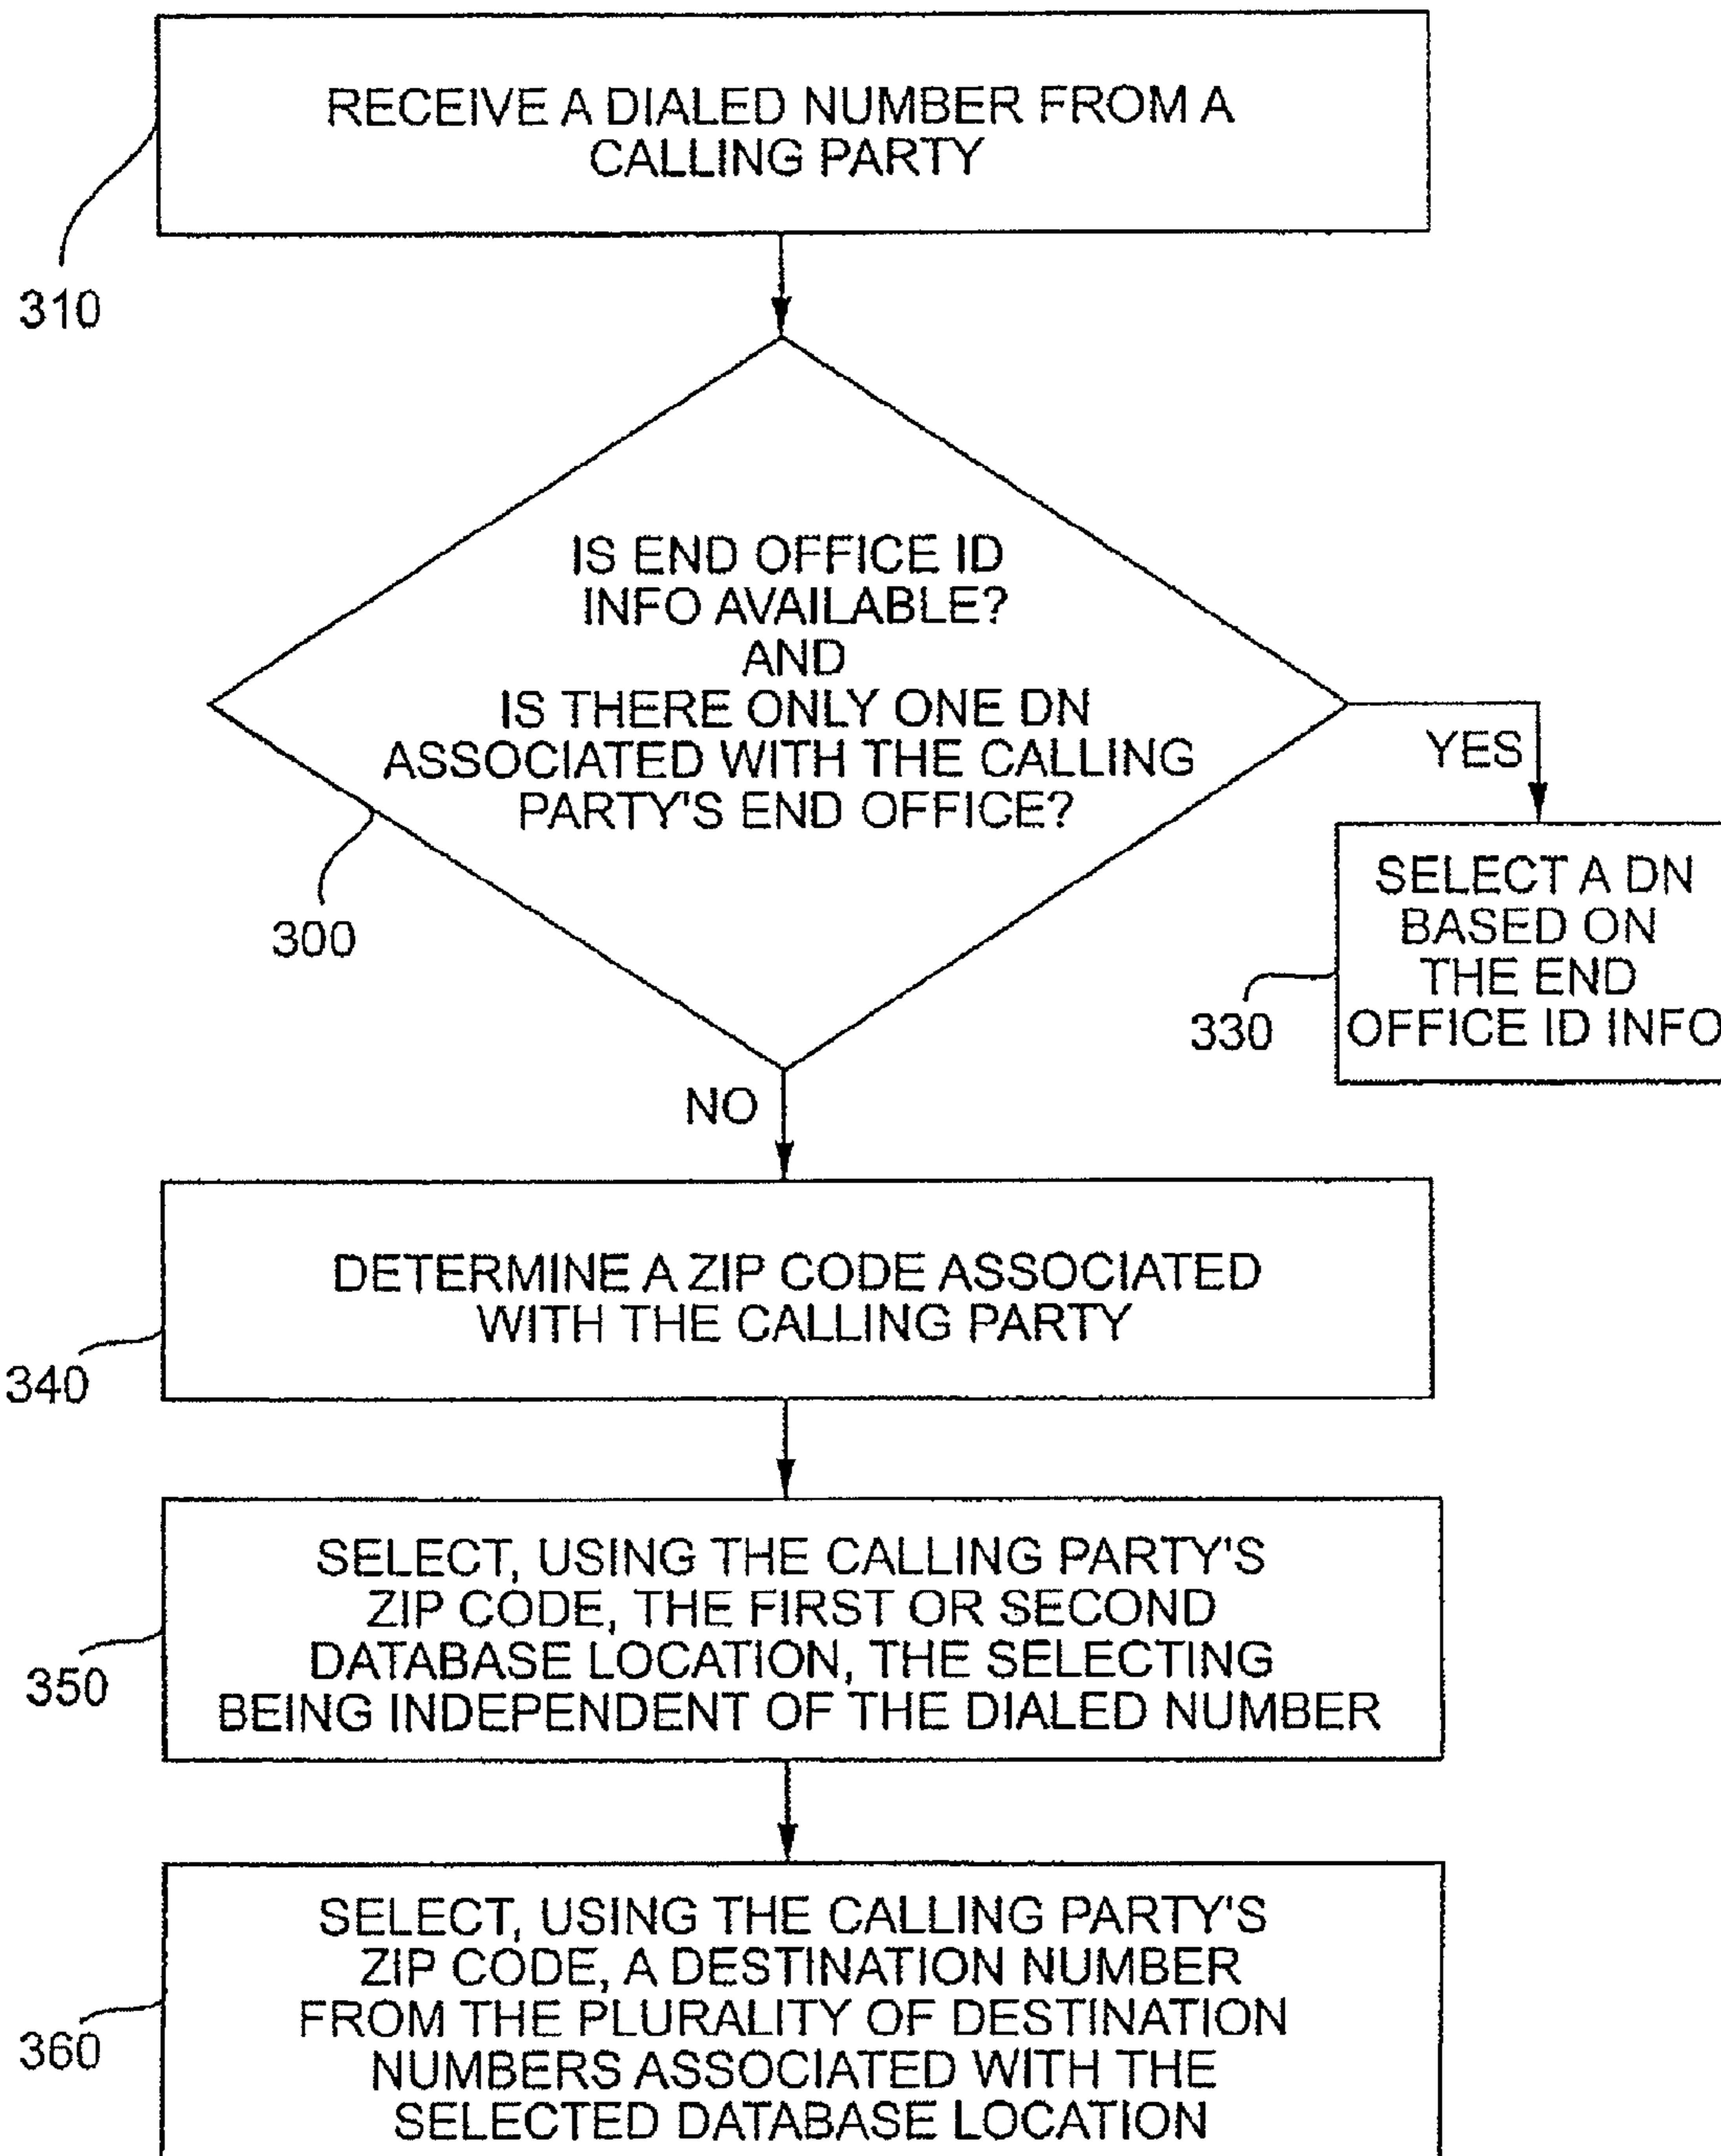 RECEIVE A DIALED NUMBER FROM A
CALLING PARTY
310
IS END OFFICE ID
INFO AVAILABLE?
AND
IS THERE ONLY ONE DN
ASSOCIATED WITH THE CALLING
PARTY'S END OFFICE?
300
YES
SELECT A DN
BASED ON
THE END
OFFICE ID INFO
330
NO
DETERMINE A ZIP CODE ASSOCIATED
WITH THE CALLING PARTY
340
SELECT, USING THE CALLING PARTY'S
ZIP CODE, THE FIRST OR SECOND
DATABASE LOCATION, THE SELECTING
BEING INDEPENDENT OF THE DIALED NUMBER
350
SELECT, USING THE CALLING PARTY'S
ZIP CODE, A DESTINATION NUMBER
FROM THE PLURALITY OF DESTINATION
NUMBERS ASSOCIATED WITH THE
SELECTED DATABASE LOCATION
360